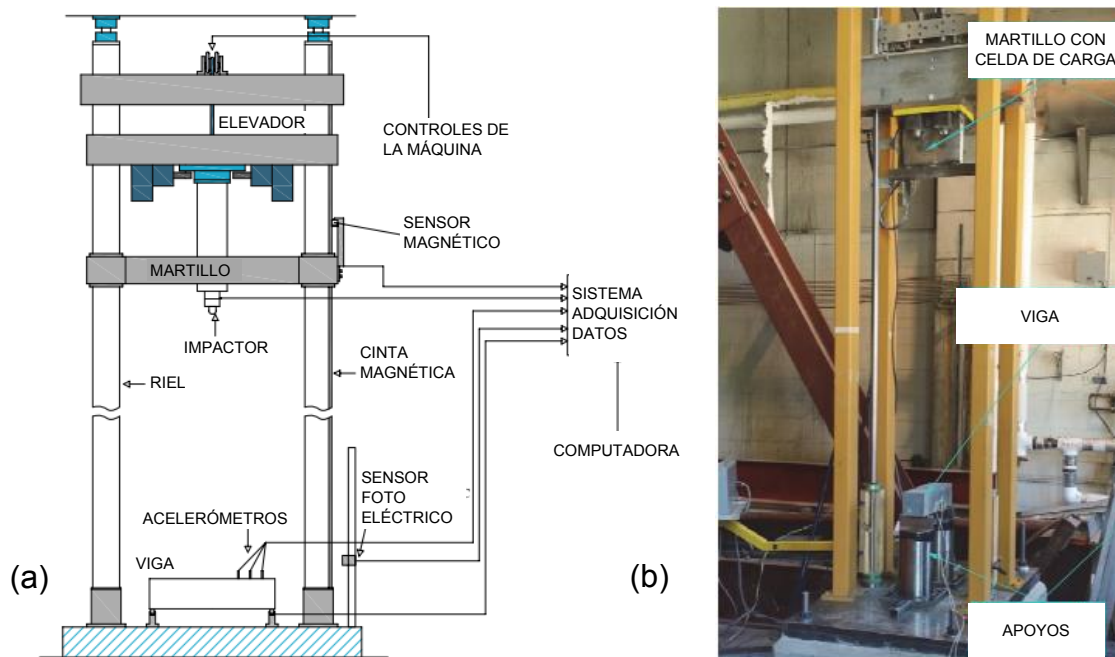 ELEVADOR
CONTROLES DE
LA MÁQUINA
SENSOR
MAGNÉTICO
MARTILLO
SISTEMA
ADQUISICIÓN
DATOS
IMPACTOR
CINTA
MAGNÉTICA
RIEL
COMPUTADORA
SENSOR
FOTO
ELÉCTRICO
ACELERÓMETROS
VIGA
(a)
MARTILLO CON
CELDA DE CARGA
VIGA
(b)
APOYOS